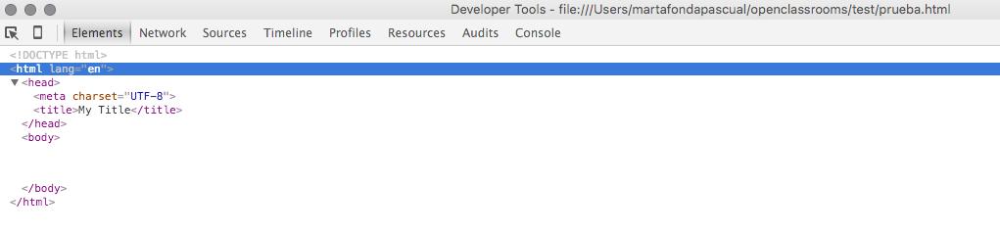 Developer Tools - file:///Users/martafondapascual/openclassrooms/test/prueba.html
Elements Network Sources Timeline Profiles Resources Audits Console
<!DOCTYPE html>
<html lang="en">
<head>
<meta charset="UTF-8">
<title>My Title</title>
</head>
<body>
</body>
</html>